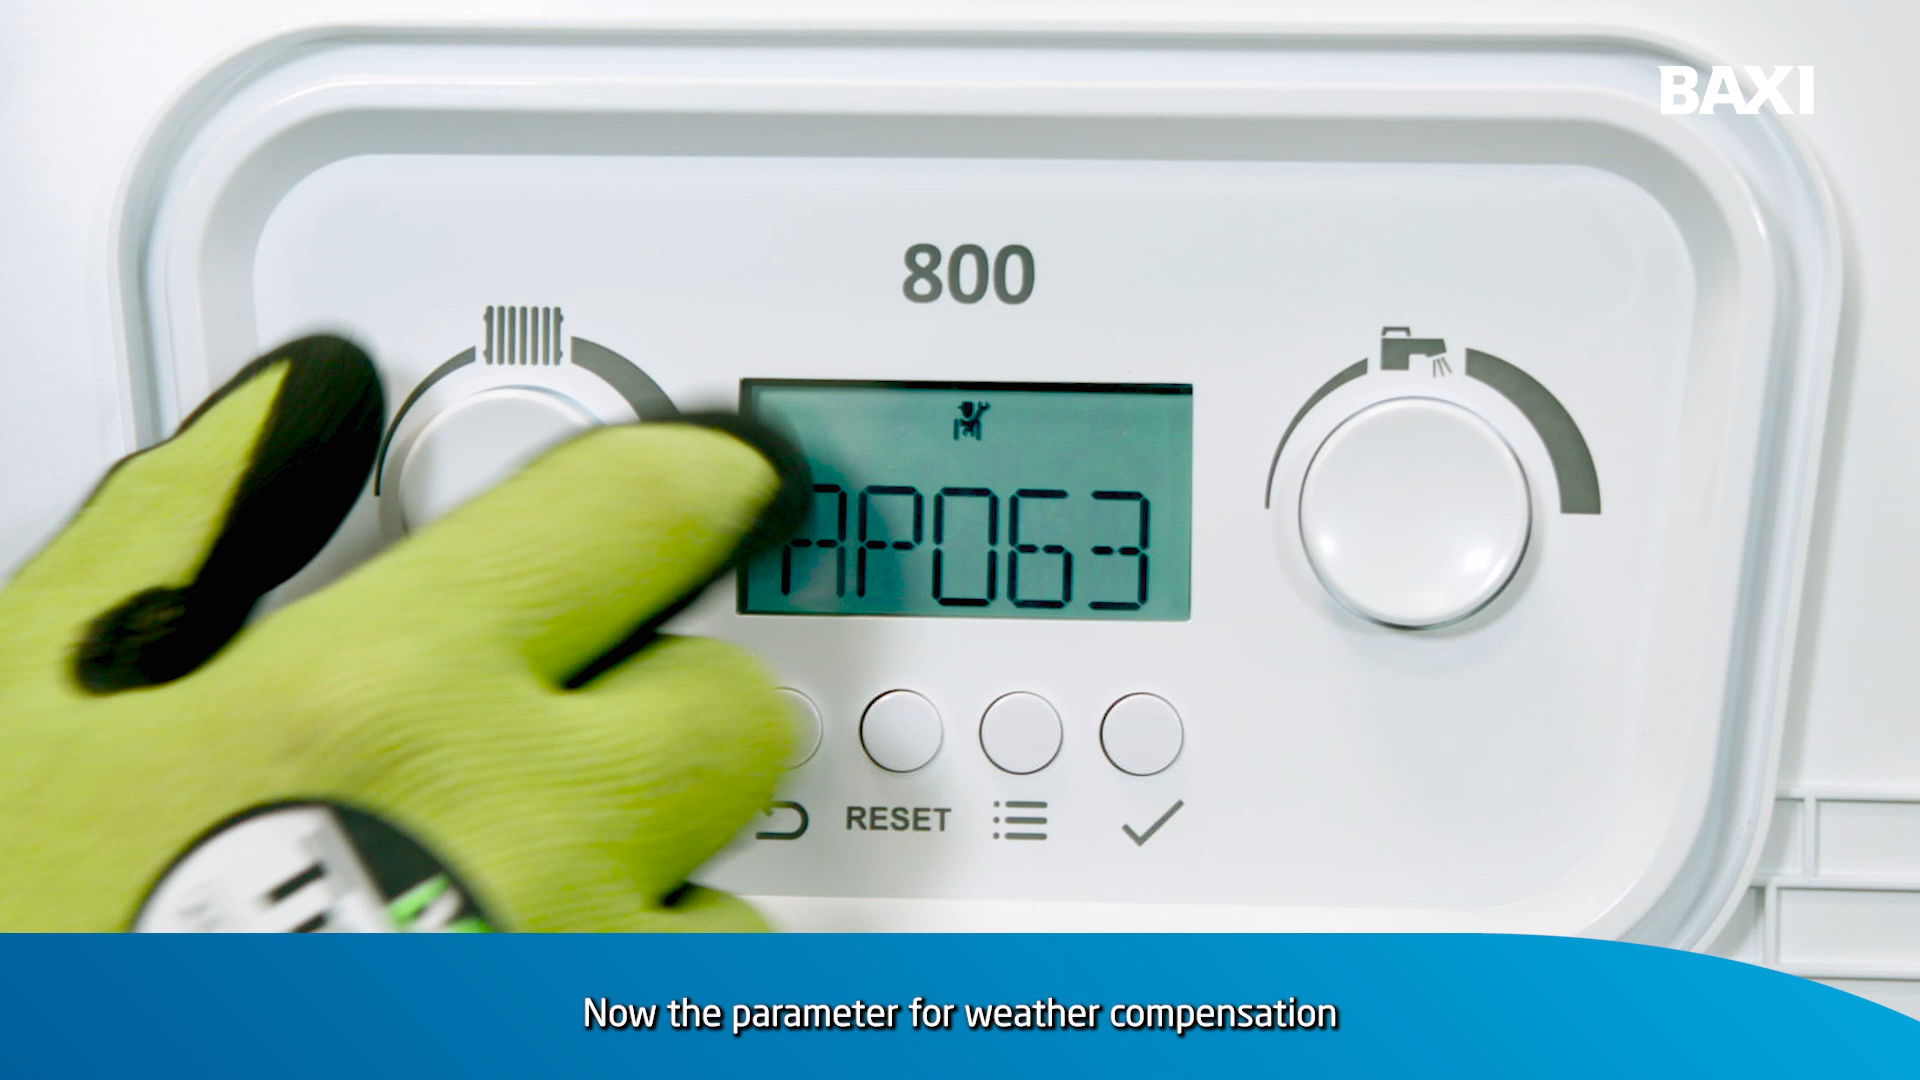 BAXI
800
AP063
RESET
Now the parameter for weather compensation